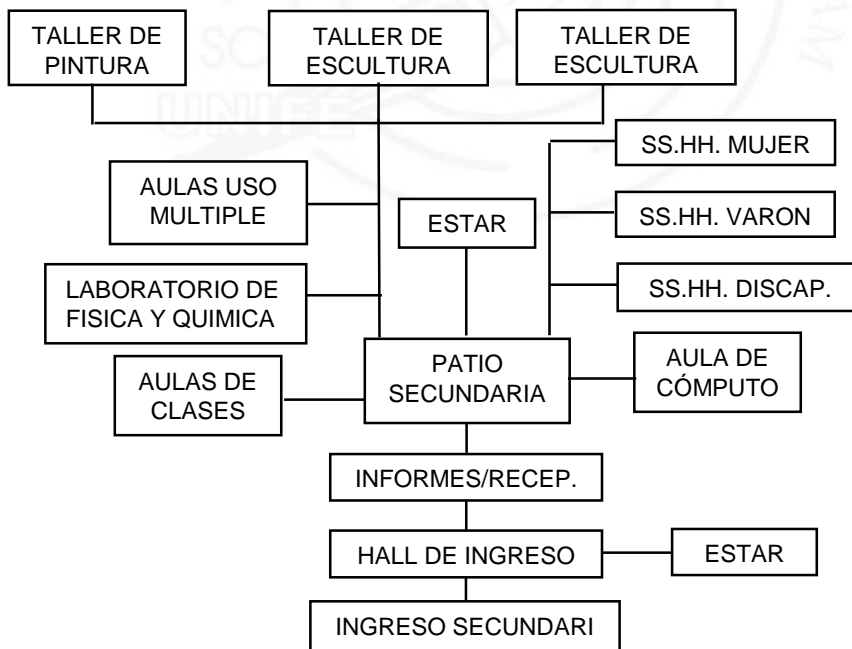 TALLER DE
PINTURA
TALLER DE
ESCULTURA
TALLER DE
ESCULTURA
UNIFE
SS.HH. MUJER
AULAS USO
MULTIPLE
ESTAR
SS.HH. VARON
LABORATORIO DE
FISICA Y QUIMICA
SS.HH. DISCAP.
AULAS DE
CLASES
PATIO
SECUNDARIA
AULA DE
CÓMPUTO
INFORMES/RECEP.
HALL DE INGRESO
ESTAR
INGRESO SECUNDARI